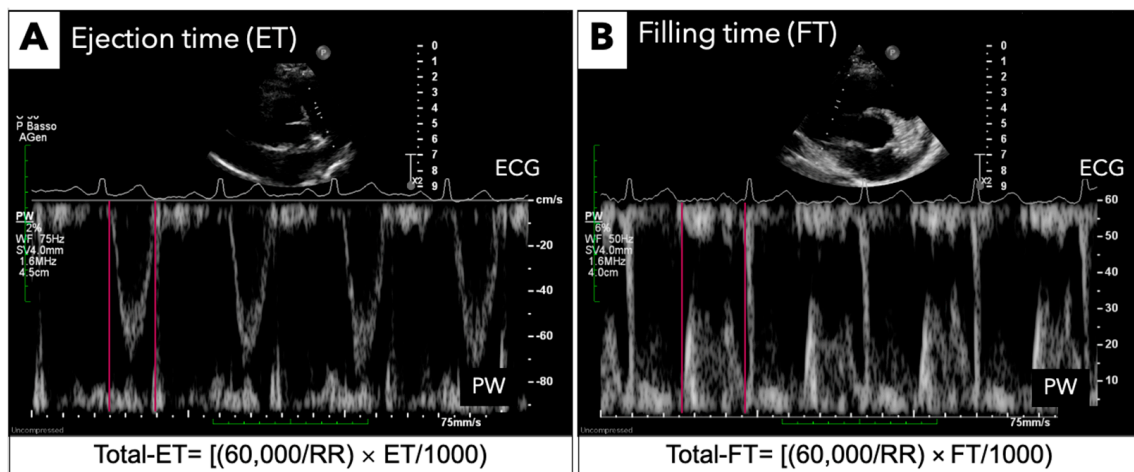 A Ejection time (ET)
P
0
1
2
3
4
5
6
7
8
9
x2
P Basso
AGen
ECG
PW
2%
WF 75Hz
SV4.0mm
1.6MHz
4.5cm
cm/s
-20
-40
-60
-80
PW
75mm/s
Uncompressed
Total-ET= [(60,000/RR) × ET/1000)
B Filling time (FT)
P
0
1
2
3
4
5
6
7
8
9
x2
ECG
PW
6%
WF 50Hz
SV4.0mm
1.6MHz
4.0cm
60
50
40
30
20
10
PW
75mm/s
Uncompressed
Total-FT= [(60,000/RR) × FT/1000)